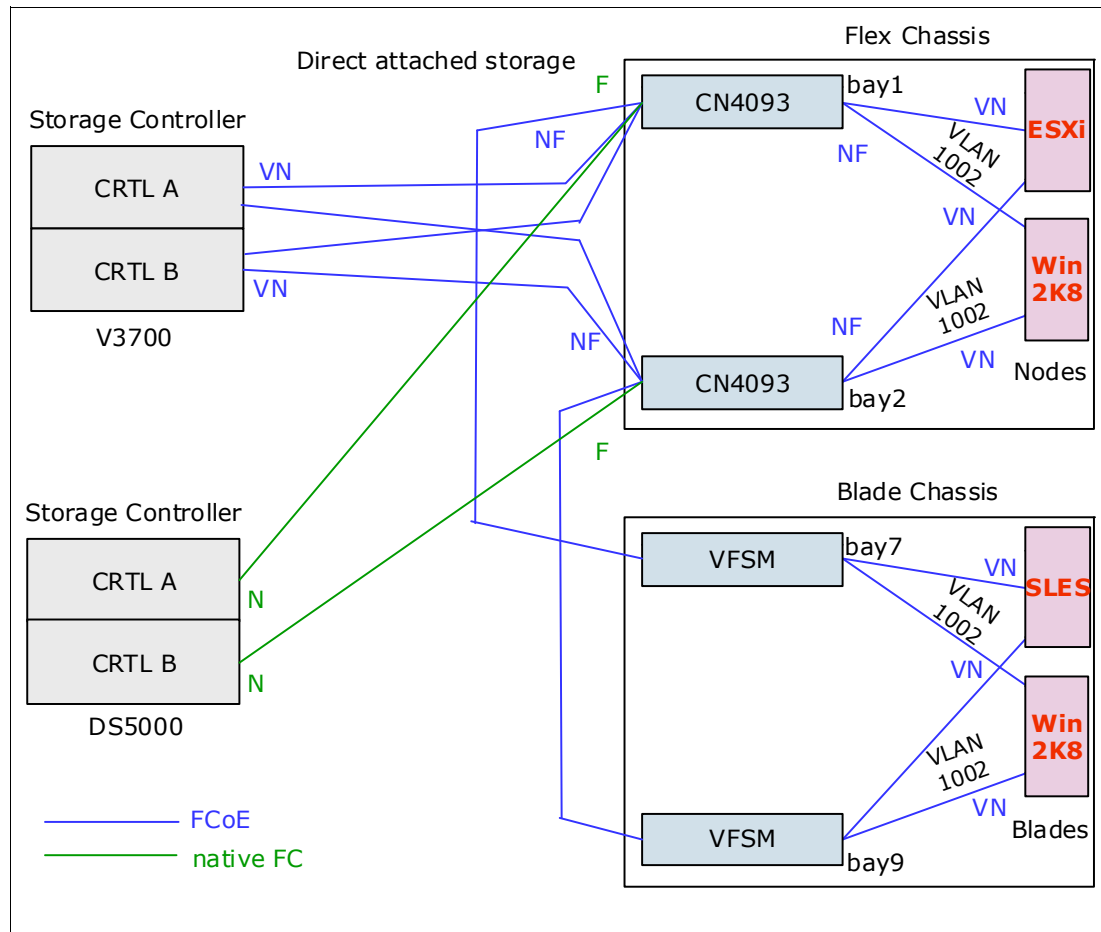 Flex Chassis
Direct attached storage
F
CN4093
bay1
VN
ESXi
Storage Controller
NF
VLAN
1002
NF
CRTL A
VN
VN
CRTL B
VN
Win
2K8
V3700
NF
VLAN
1002
NF
VN
CN4093
bay2
Nodes
F
Storage Controller
Blade Chassis
CRTL A
N
VFSM
bay7
VN
SLES
VLAN
1002
CRTL B
N
VN
Win
2K8
DS5000
VLAN
1002
VN
FCoE
VFSM
Blades
native FC
bay9